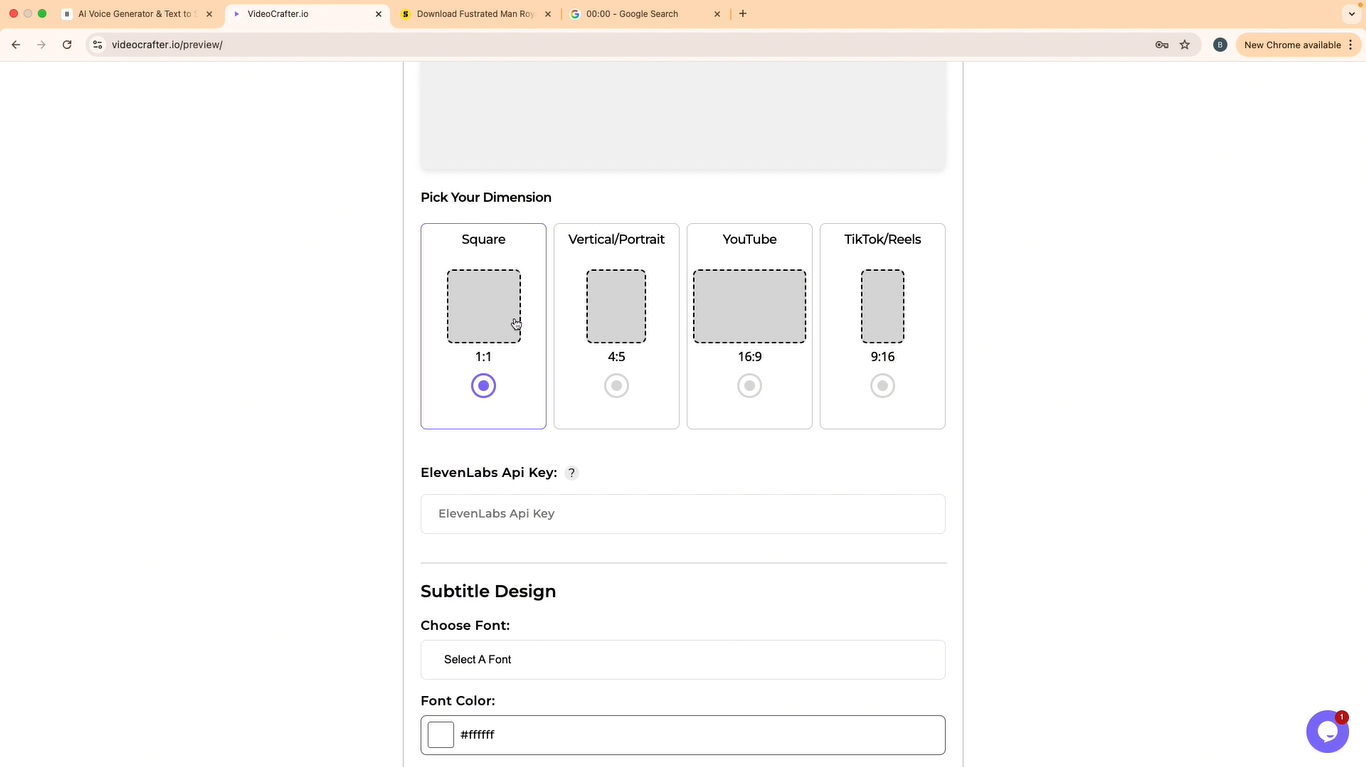 AI Voice Generator & Text to
VideoCrafter.io
Download Fustrated Man Roy
00:00 - Google Search
videocrafter.io/preview/
B
New Chrome available
Pick Your Dimension
Square
Vertical/Portrait
YouTube
TikTok/Reels
1:1
4:5
16:9
9:16
ElevenLabs Api Key: ?
ElevenLabs Api Key
Subtitle Design
Choose Font:
Select A Font
Font Color:
#ffffff
1